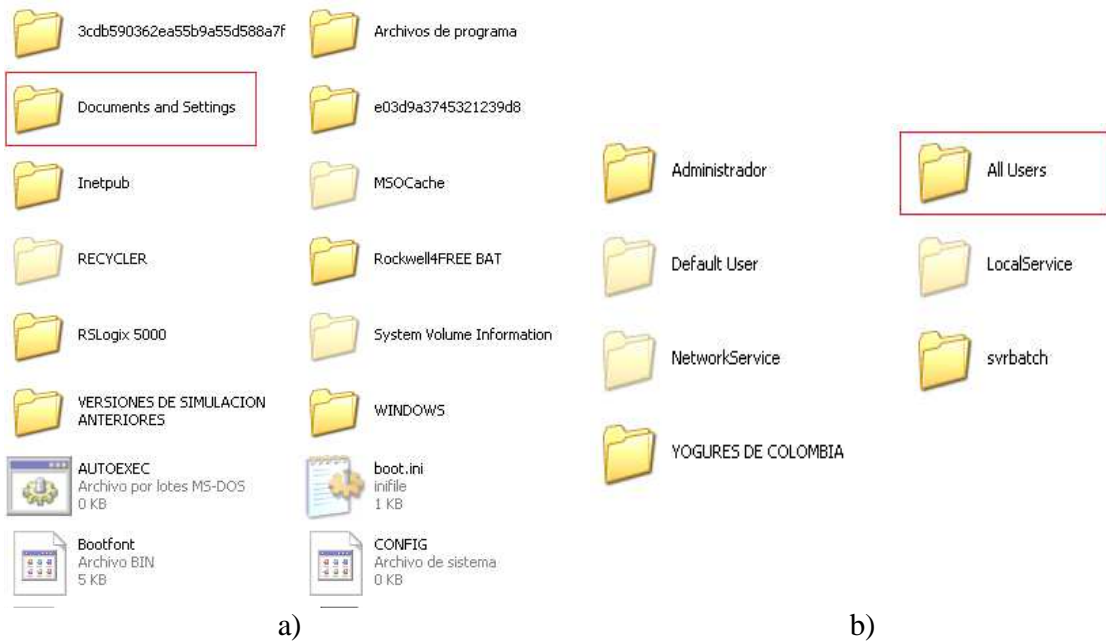 3cdb590362ea55b9a55d588a7f
Archivos de programa
Documents and Settings
e03d9a3745321239d8
Inetpub
MSOCache
RECYCLER
Rockwell4FREE BAT
RSLogix 5000
System Volume Information
VERSIONES DE SIMULACION
ANTERIORES
WINDOWS
AUTOEXEC
Archivo por lotes MS-DOS
0 KB
boot.ini
inifile
1 KB
Bootfont
Archivo BIN
5 KB
CONFIG
Archivo de sistema
0 KB
a)
Administrador
All Users
Default User
LocalService
NetworkService
svrbatch
YOGURES DE COLOMBIA
b)